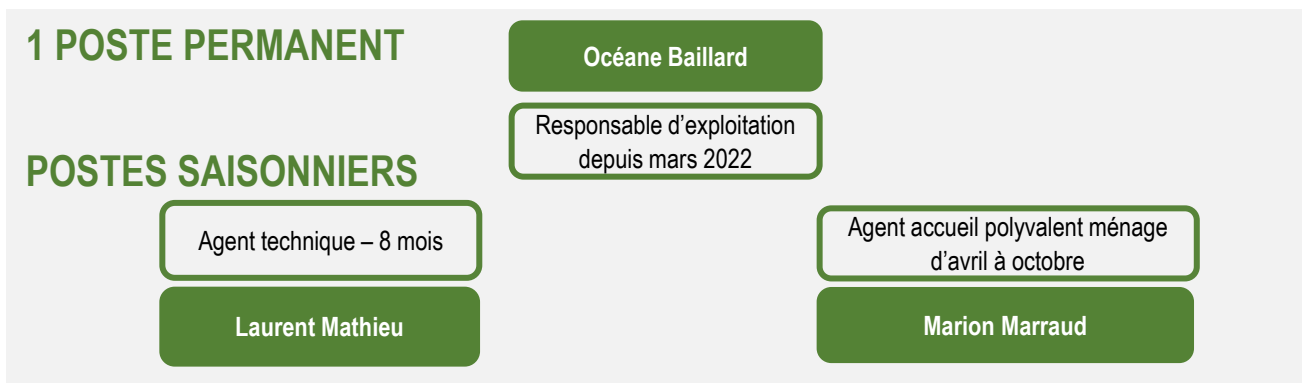 1 POSTE PERMANENT
Océane Baillard
Responsable d'exploitation
depuis mars 2022
POSTES SAISONNIERS
Agent technique – 8 mois
Laurent Mathieu
Agent accueil polyvalent ménage
d'avril à octobre
Marion Marraud